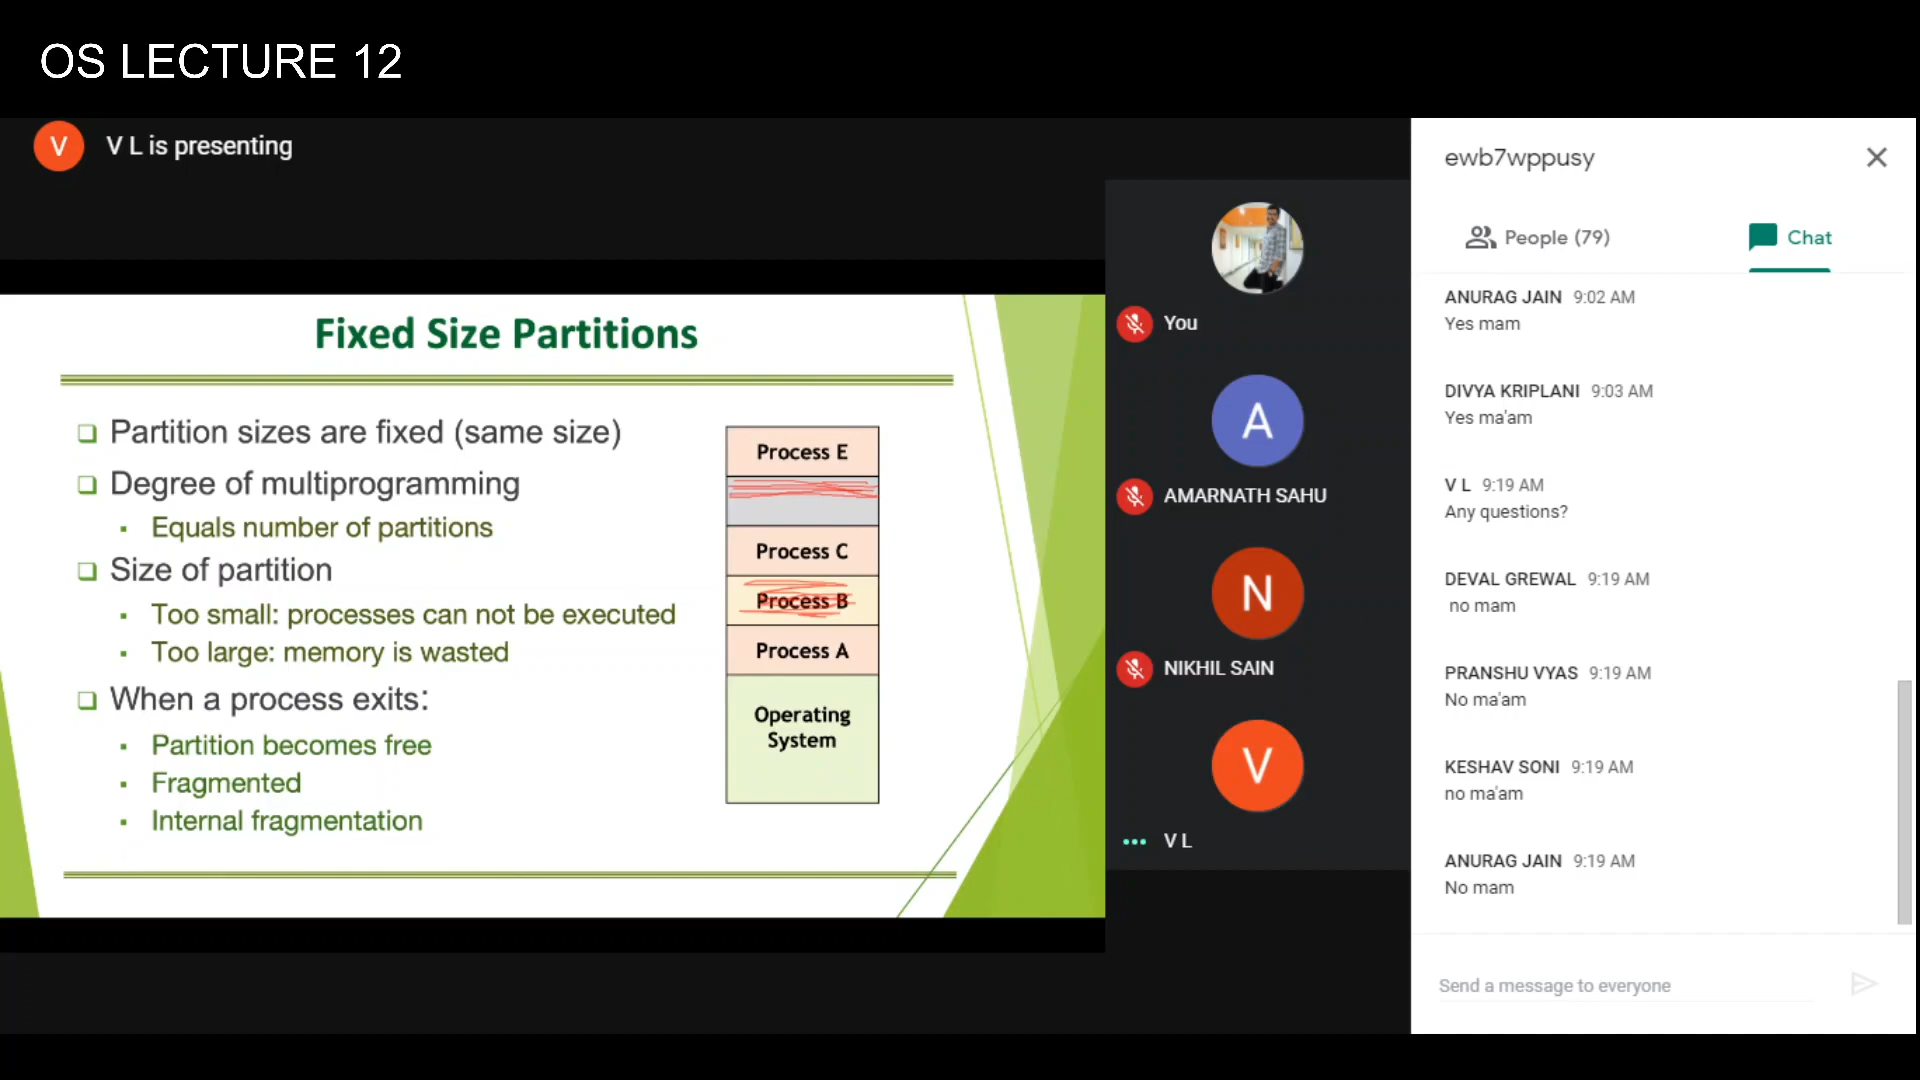 OS LECTURE 12
V
V L is presenting
Fixed Size Partitions
Partition sizes are fixed (same size)
Degree of multiprogramming
Equals number of partitions
Size of partition
Too small: processes can not be executed
Too large: memory is wasted
When a process exits:
Partition becomes free
Fragmented
Internal fragmentation
Process E
Process C
Process B
Process A
Operating
System
You
A
AMARNATH SAHU
N
NIKHIL SAIN
V
V L
ewb7wppusy
People (79)
Chat
ANURAG JAIN 9:02 AM
Yes mam
DIVYA KRIPLANI 9:03 AM
Yes ma'am
V L 9:19 AM
Any questions?
DEVAL GREWAL 9:19 AM
no mam
PRANSHU VYAS 9:19 AM
No ma'am
KESHAV SONI 9:19 AM
no ma'am
ANURAG JAIN 9:19 AM
No mam
Send a message to everyone